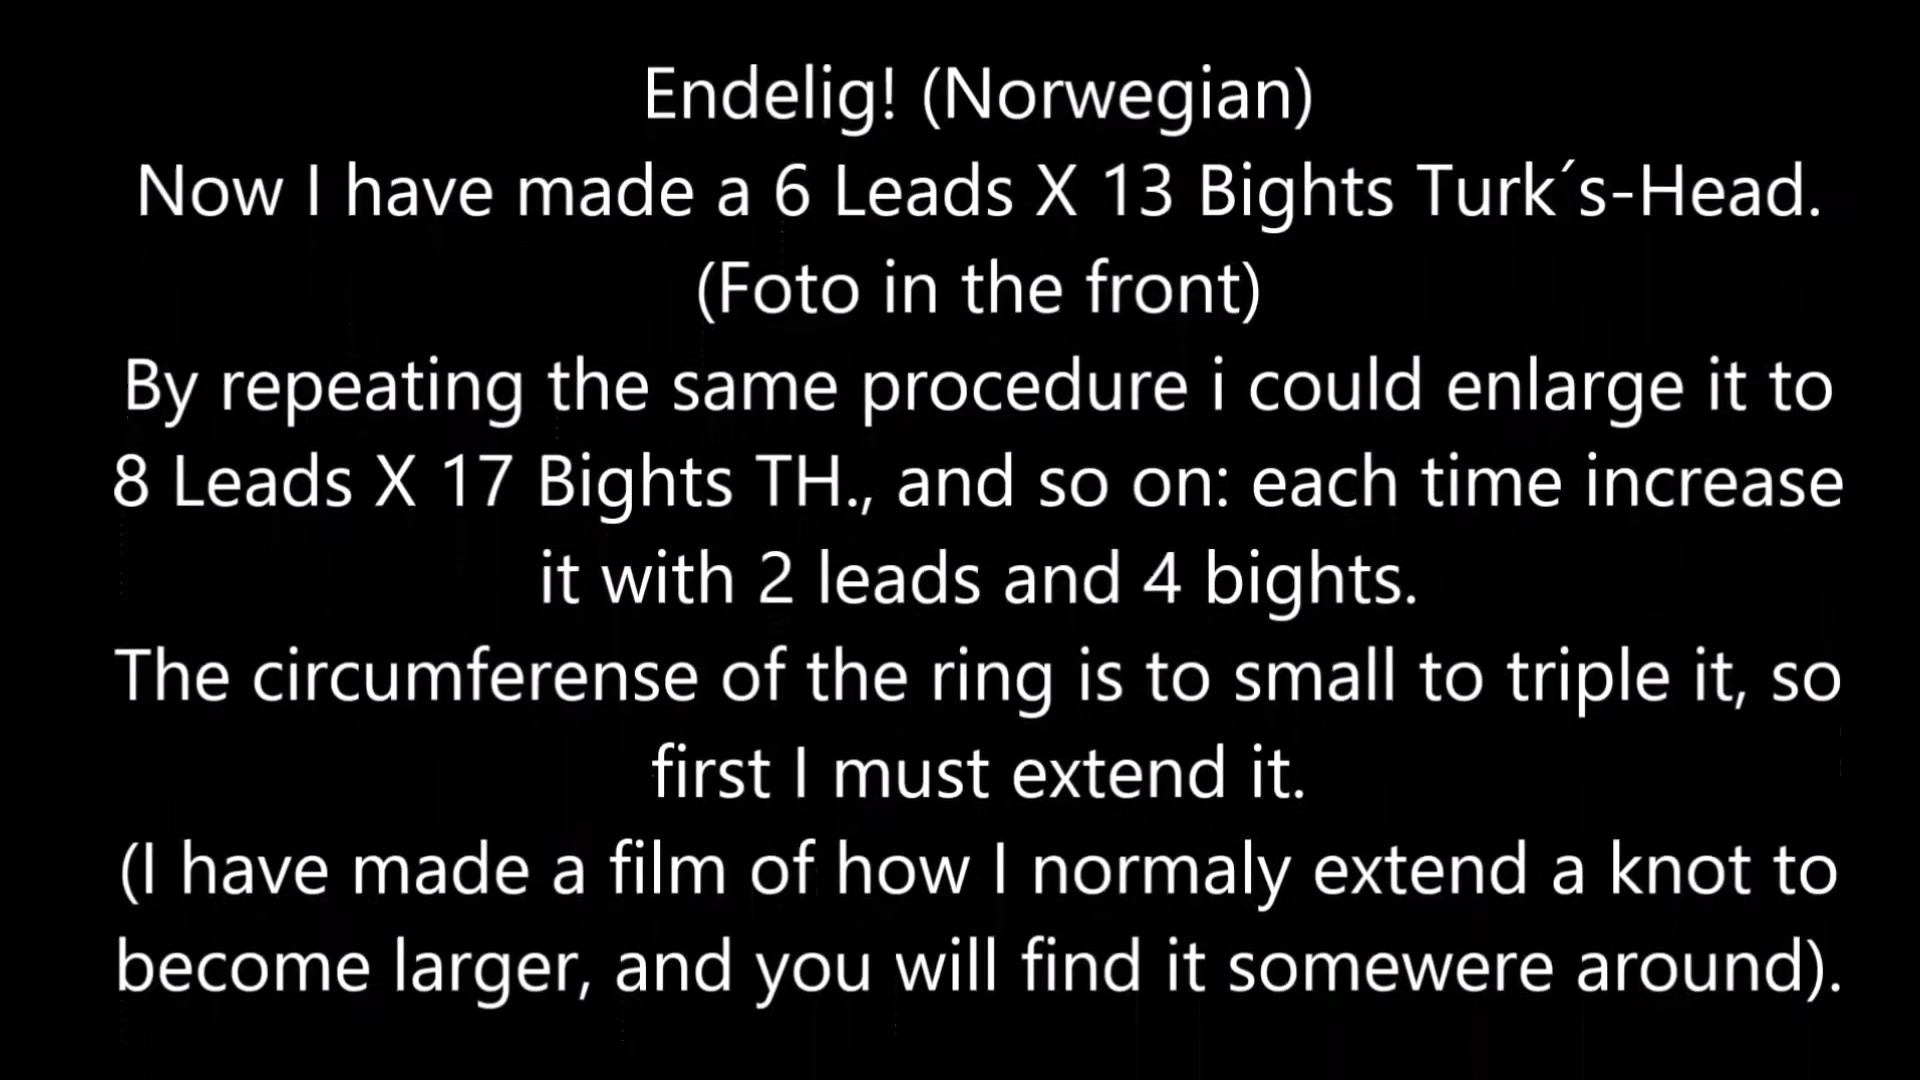 Endelig! (Norwegian)
Now I have made a 6 Leads X 13 Bights Turk´s-Head.
(Foto in the front)
By repeating the same procedure i could enlarge it to
8 Leads X 17 Bights TH., and so on: each time increase
it with 2 leads and 4 bights.
The circumferense of the ring is to small to triple it, so
first I must extend it.
(I have made a film of how I normaly extend a knot to
become larger, and you will find it somewere around).